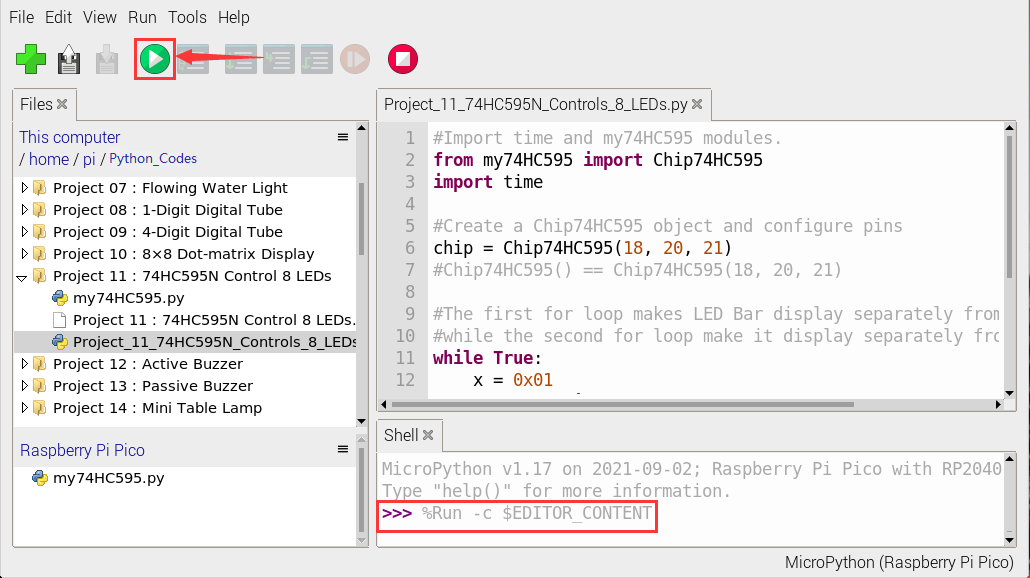 File Edit View Run Tools Help
Files
This computer
/ home / pi / Python_Codes
Project 07 : Flowing Water Light
Project 08 : 1-Digit Digital Tube
Project 09 : 4-Digit Digital Tube
Project 10 : 8×8 Dot-matrix Display
Project 11 : 74HC595N Control 8 LEDs
my74HC595.py
Project 11 : 74HC595N Control 8 LEDs.
Project_11_74HC595N_Controls_8_LEDs
Project 12 : Active Buzzer
Project 13 : Passive Buzzer
Project 14 : Mini Table Lamp
Raspberry Pi Pico
my74HC595.py
Project_11_74HC595N_Controls_8_LEDs.py
1 #Import time and my74HC595 modules.
2 from my74HC595 import Chip74HC595
3 import time
4
5 #Create a Chip74HC595 object and configure pins
6 chip = Chip74HC595(18, 20, 21)
7 #Chip74HC595() == Chip74HC595(18, 20, 21)
8
9 #The first for loop makes LED Bar display separately from
10 #while the second for loop make it display separately fro
11 while True:
12 x = 0x01
Shell
MicroPython v1.17 on 2021-09-02; Raspberry Pi Pico with RP2040
Type "help()" for more information.
>>> %Run -c $EDITOR_CONTENT
MicroPython (Raspberry Pi Pico)